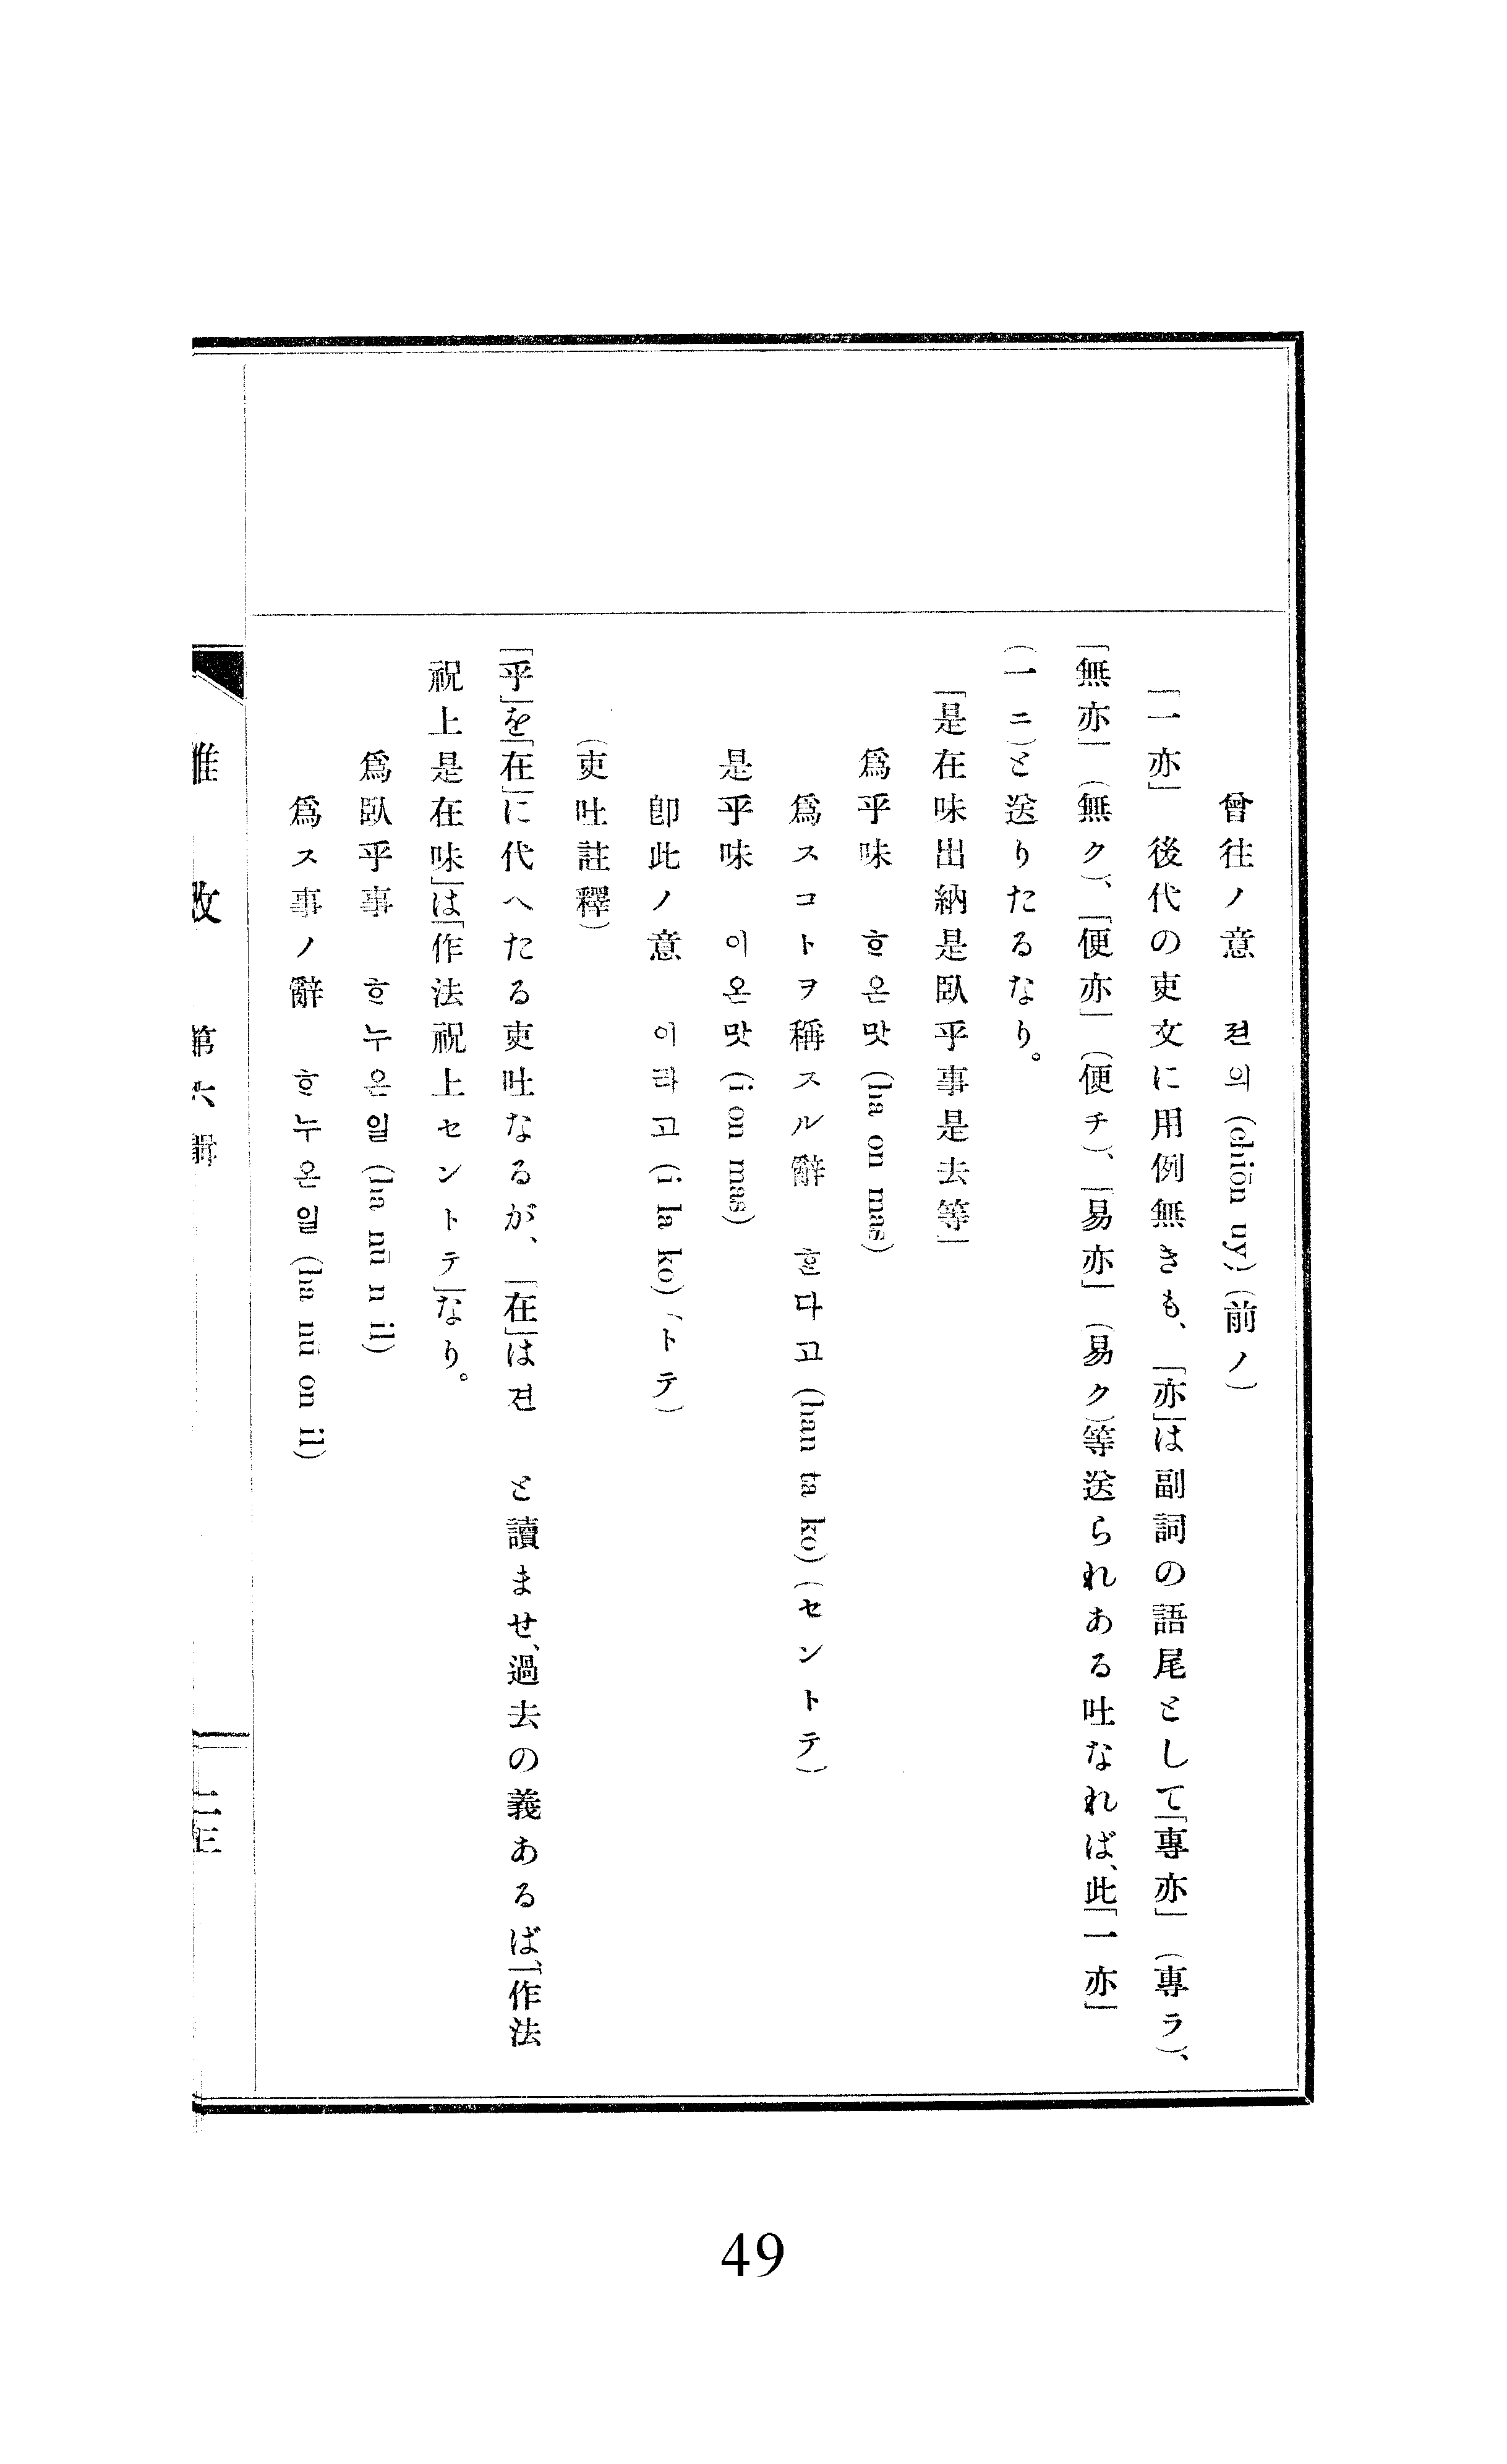 曾往ノ意　젼의 (chiŏn uy)(前ノ)
「一亦」　後代の吏文に用例無きも、「亦」は副詞の語尾として「專亦」(專ラ)、
「無亦」(無ク)、「便亦」(便チ)、「易亦」(易ク)等送られある吐なれば、此「一亦」
(一ニ)と送りたるなり。
「是在味出納是臥乎事是去等」
爲乎味　ᄒᆞ온맛 (ha on mas)
爲スコトヲ稱スル辭　ᄒᆞᆫ다고 (han ta ko)(セントテ)
是乎味　이온맛 (i on mas)
卽此ノ意　이라고 (i la ko)(トテ)
(吏吐註釋)
「乎」を「在」に代へたる吏吐なるが、「在」は젼　と讀ませ、過去の義あるば、「作法
祝上是在味」は「作法祝上セントテ」なり。
爲臥乎事　ᄒᆞ누온일 (ha nŭ n il)
爲ス事ノ辭　ᄒᆞ누온일 (ha nŭ on il)
攷　第六輯
二三
49